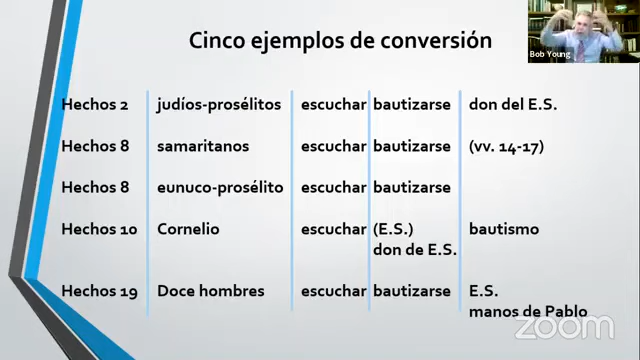 Cinco ejemplos de conversión
Bob Young
Hechos 2 judíos-prosélitos escuchar bautizarse don del E.S.
Hechos 8 samaritanos escuchar bautizarse (vv. 14-17)
Hechos 8 eunuco-prosélito escuchar bautizarse
Hechos 10 Cornelio escuchar (E.S.) bautismo
don de E.S.
Hechos 19 Doce hombres escuchar bautizarse E.S.
manos de Pablo
zoom